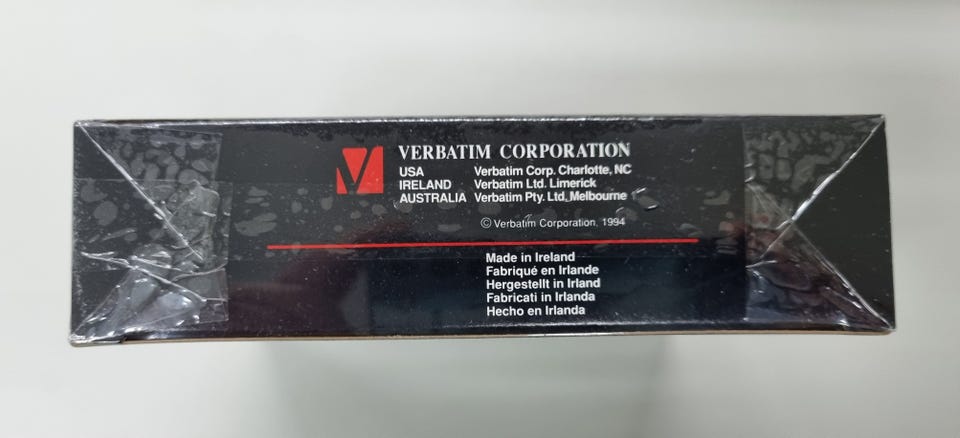 VERBATIM CORPORATION
USA Verbatim Corp. Charlotte, NC
IRELAND Verbatim Ltd. Limerick
AUSTRALIA Verbatim Pty. Ltd. Melbourne
© Verbatim Corporation, 1994
Made in Ireland
Fabriqué en Irlande
Hergestellt in Irland
Fabricati in Irlanda
Hecho en Irlanda